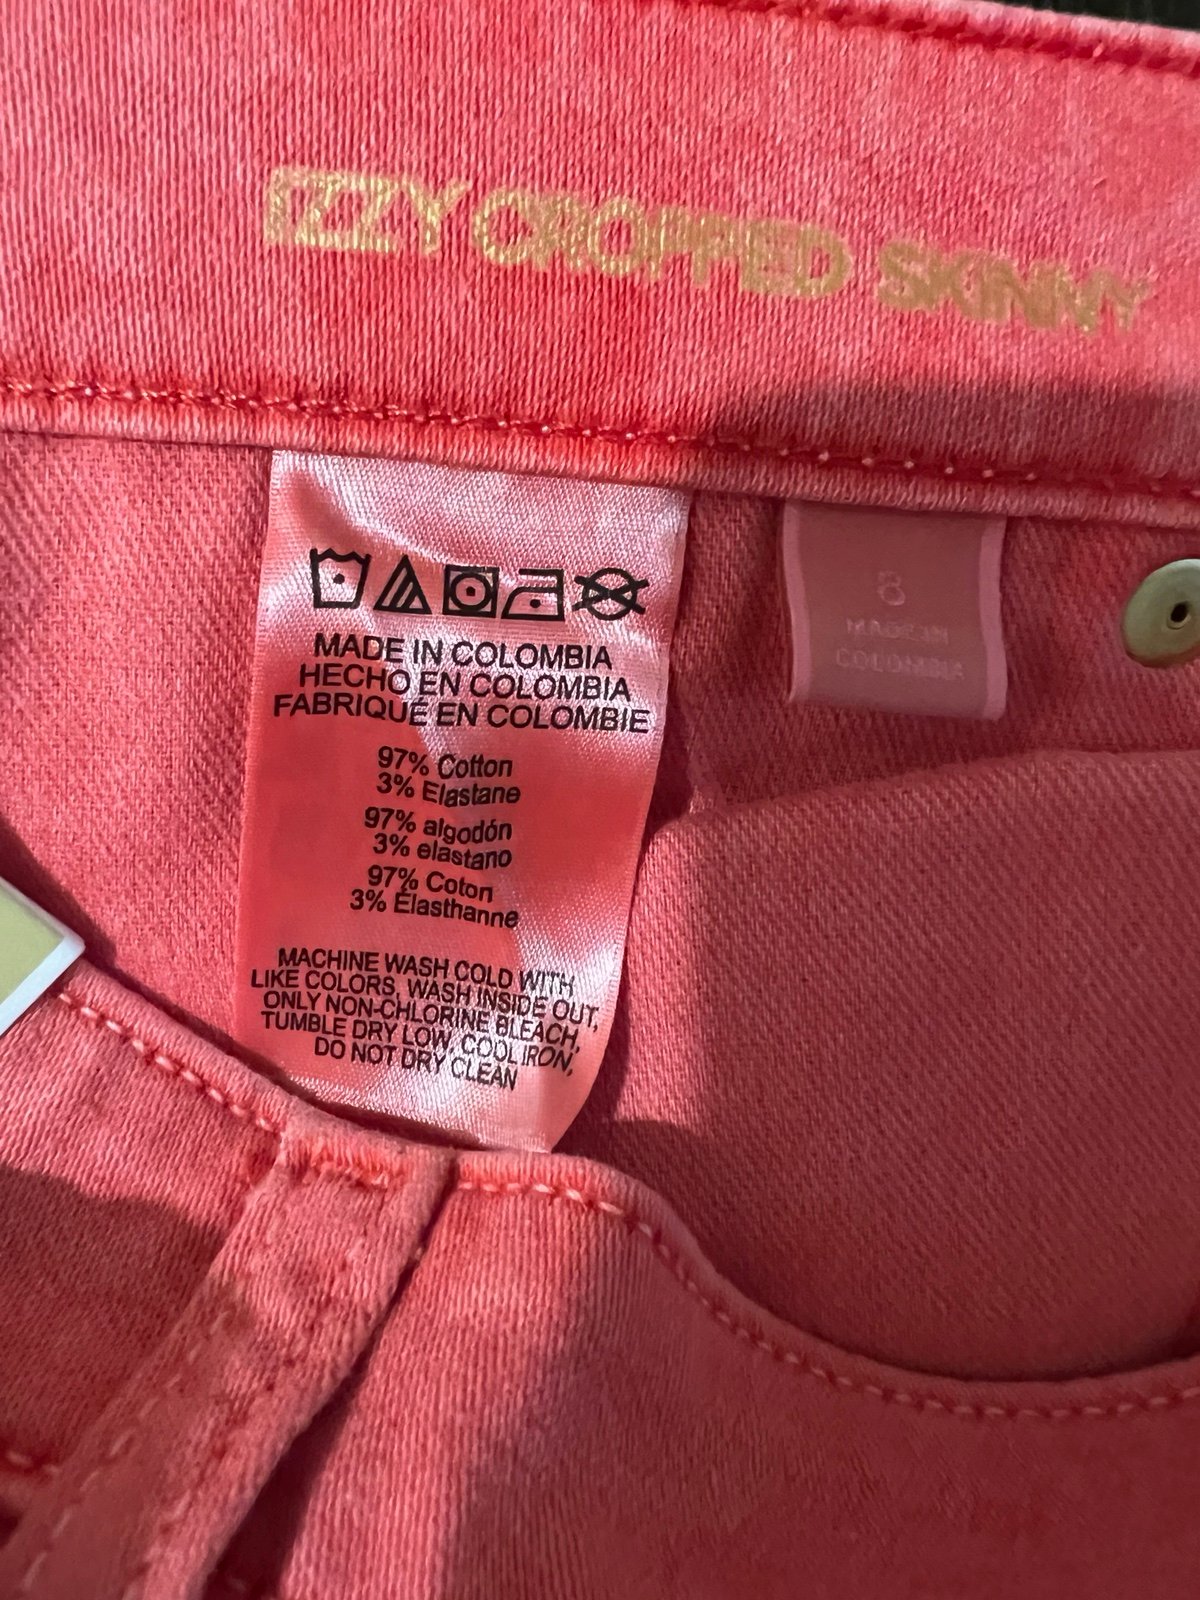 IZZY CROPPED SKINNY
MADE IN COLOMBIA
HECHO EN COLOMBIA
FABRIQUÉ EN COLOMBIE
97% Cotton
3% Elastane
97% algodón
3% elastano
97% Coton
3% Élasthanne
MACHINE WASH COLD WITH
LIKE COLORS, WASH INSIDE OUT,
ONLY NON-CHLORINE BLEACH,
TUMBLE DRY LOW, COOL IRON,
DO NOT DRY CLEAN
8
MADE IN
COLOMBIA